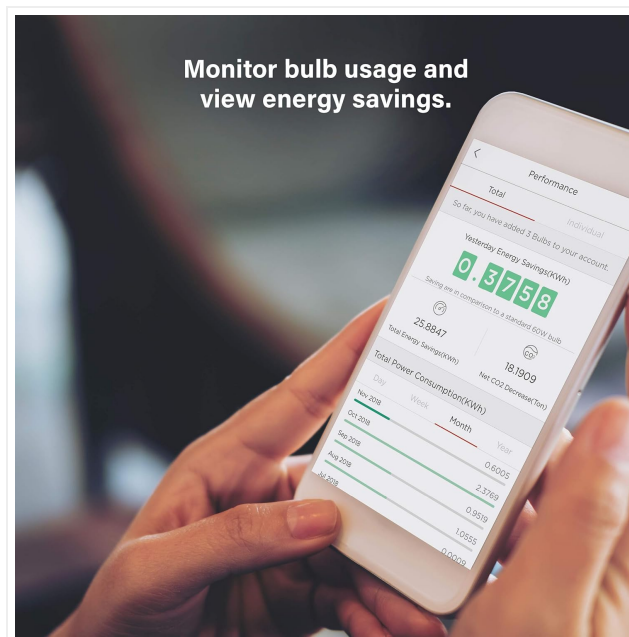 Monitor bulb usage and
view energy savings.
Performance
Total
Individual
So far, you have added 3 Bulbs to your account.
Yesterday Energy Savings(KWh)
0.3758
Saving are in comparison to a standard 60W bulb
25.8847
Total Energy Savings(KWh)
CO²
18.1909
Net CO2 Decrease(Ton)
Total Power Consumption(KWh)
Day
Week
Month
Year
Nov 2018
0.6005
Oct 2018
2.3769
Sep 2018
0.9519
Aug 2018
1.0555
Jul 2018
0.0009